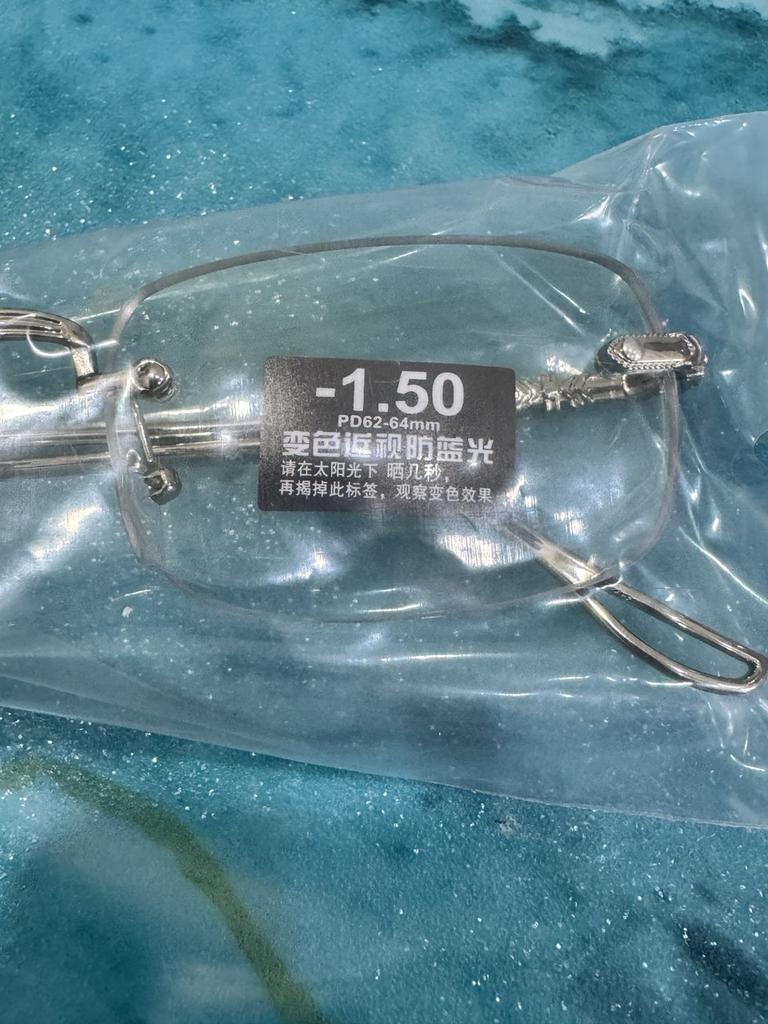 -1.50
PD62-64mm
变色近视防蓝光
请在太阳光下 晒几秒，
再揭掉此标签，观察变色效果